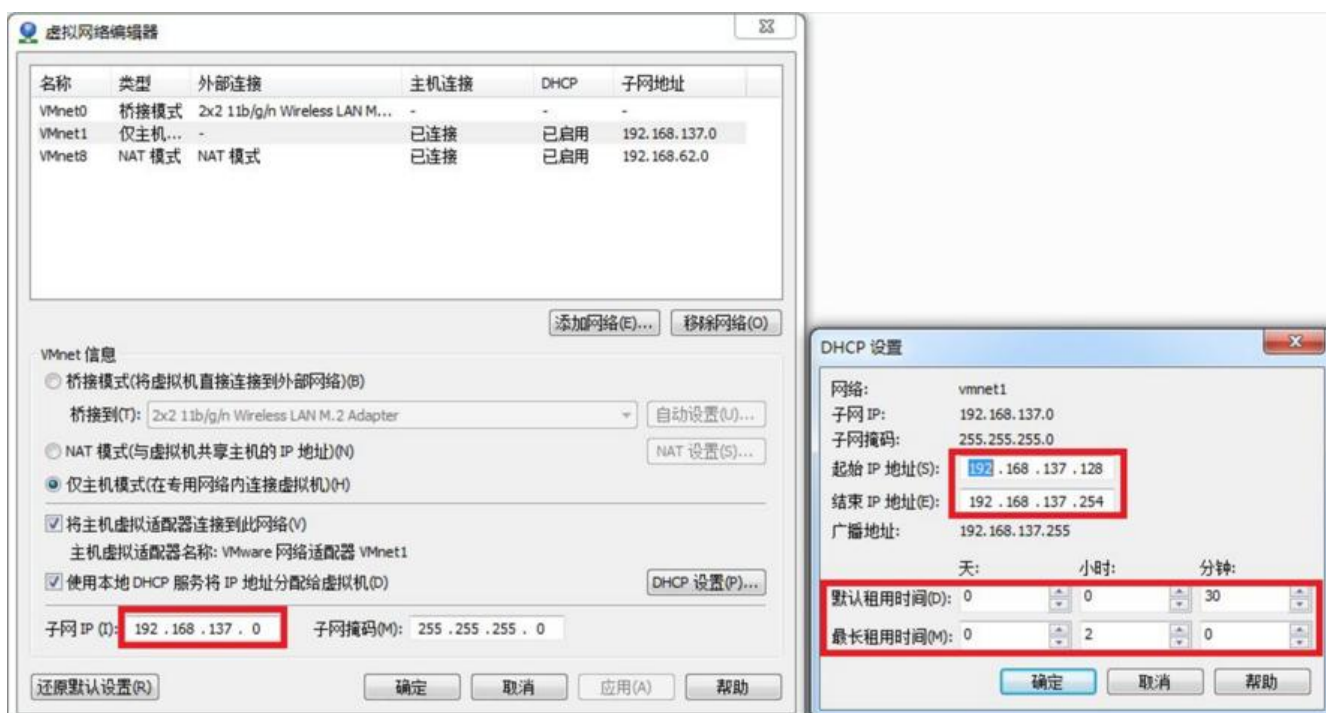 虚拟网络编辑器
名称 类型 外部连接 主机连接 DHCP 子网地址
VMnet0 桥接模式 2x2 11b/g/n Wireless LAN M... - - -
VMnet1 仅主机... - 已连接 已启用 192.168.137.0
VMnet8 NAT 模式 NAT 模式 已连接 已启用 192.168.62.0
添加网络(E)... 移除网络(O)
VMnet 信息
桥接模式(将虚拟机直接连接到外部网络)(B)
桥接到(T): 2x2 11b/g/n Wireless LAN M.2 Adapter 自动设置(U)...
NAT 模式(与虚拟机共享主机的 IP 地址)(N) NAT 设置(S)...
仅主机模式(在专用网络内连接虚拟机)(H)
将主机虚拟适配器连接到此网络(V)
主机虚拟适配器名称: VMware 网络适配器 VMnet1
使用本地 DHCP 服务将 IP 地址分配给虚拟机(D) DHCP 设置(P)...
子网 IP (I): 192 .168 .137 . 0 子网掩码(M): 255 .255 .255 . 0
还原默认设置(R) 确定 取消 应用(A) 帮助
DHCP 设置
网络: vmnet1
子网 IP: 192.168.137.0
子网掩码: 255.255.255.0
起始 IP 地址(S): 192 .168 .137 .128
结束 IP 地址(E): 192 .168 .137 .254
广播地址: 192.168.137.255
天: 小时: 分钟:
默认租用时间(D): 0 0 30
最长租用时间(M): 0 2 0
确定 取消 帮助